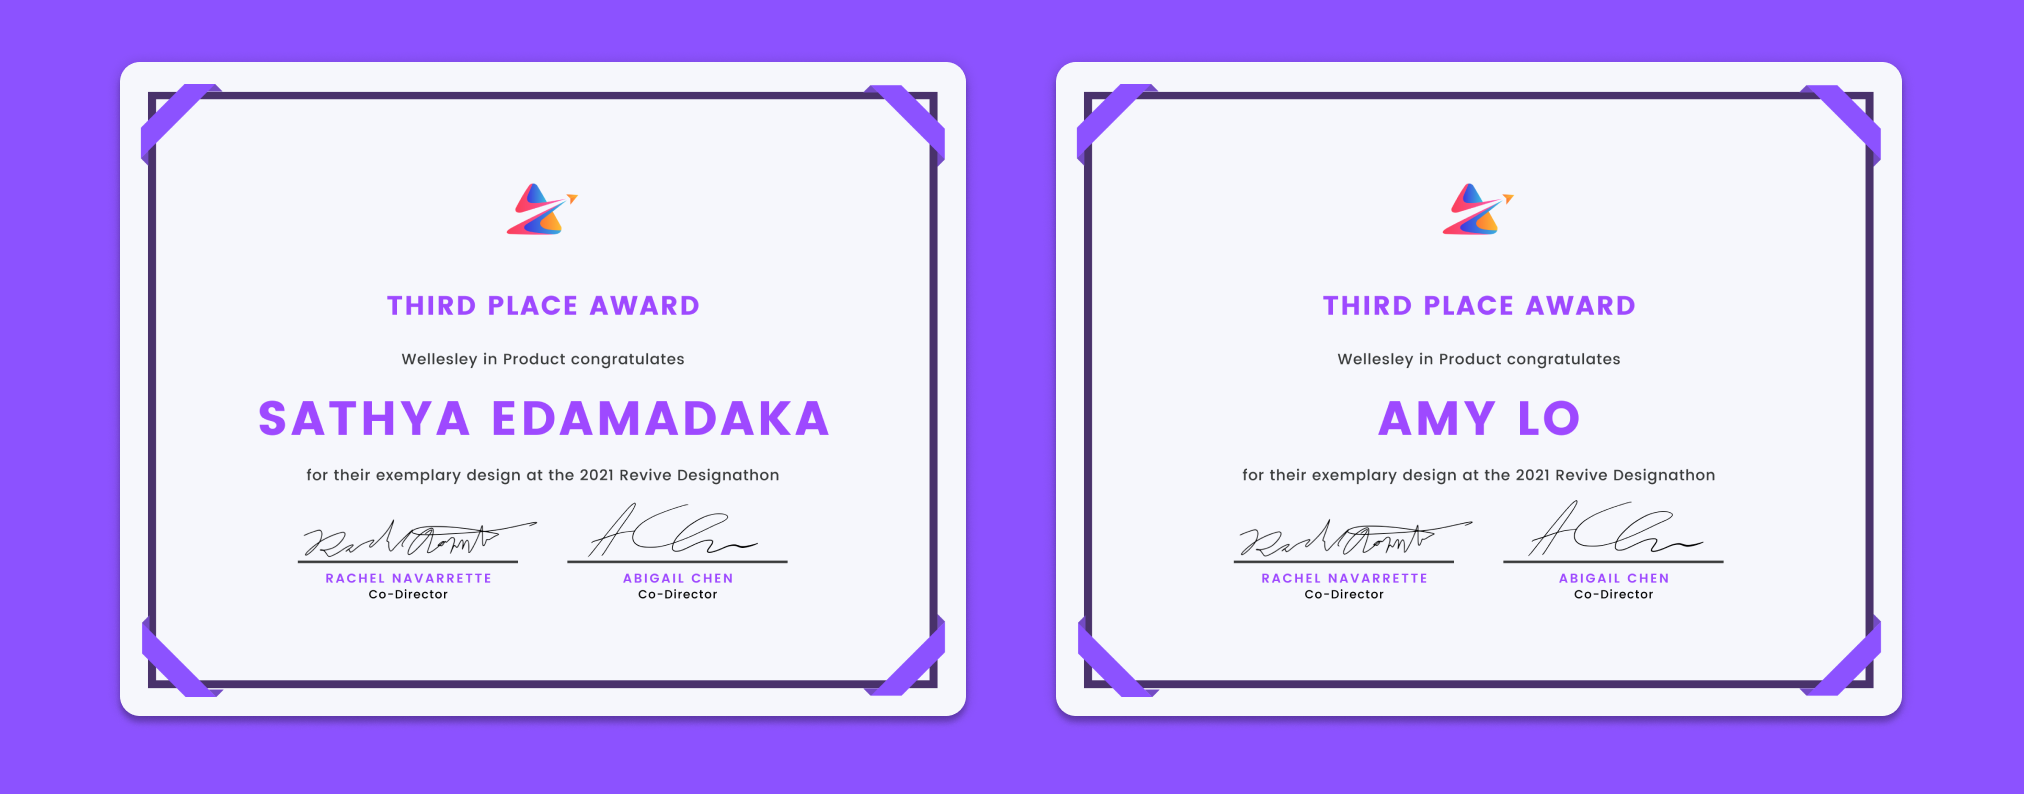 THIRD PLACE AWARD
Wellesley in Product congratulates
SATHYA EDAMADAKA
for their exemplary design at the 2021 Revive Designathon
RACHEL NAVARRETTE
Co-Director
ABIGAIL CHEN
Co-Director
THIRD PLACE AWARD
Wellesley in Product congratulates
AMY LO
for their exemplary design at the 2021 Revive Designathon
RACHEL NAVARRETTE
Co-Director
ABIGAIL CHEN
Co-Director